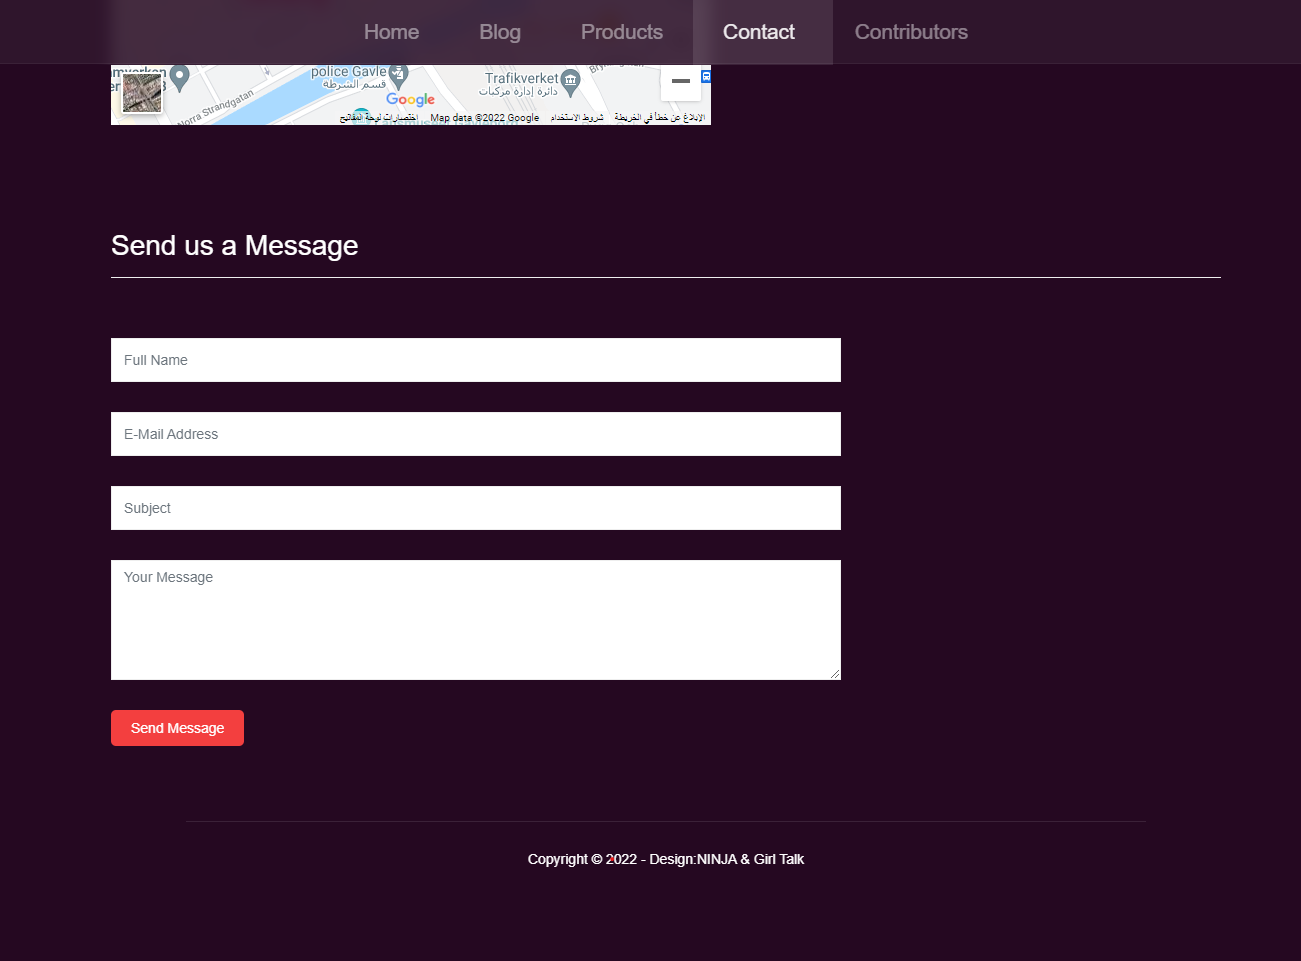 Home Blog Products Contact Contributors
police Gavle
قسم الشرطة
Trafikverket
دائرة إدارة مركبات
Norra Strandgatan
Google
اختصارات لوحة المفاتيح Map data ©2022 Google شروط الاستخدام الإبلاغ عن خطأ في الخريطة
Send us a Message
Full Name
E-Mail Address
Subject
Your Message
Send Message
Copyright © 2022 - Design:NINJA & Girl Talk